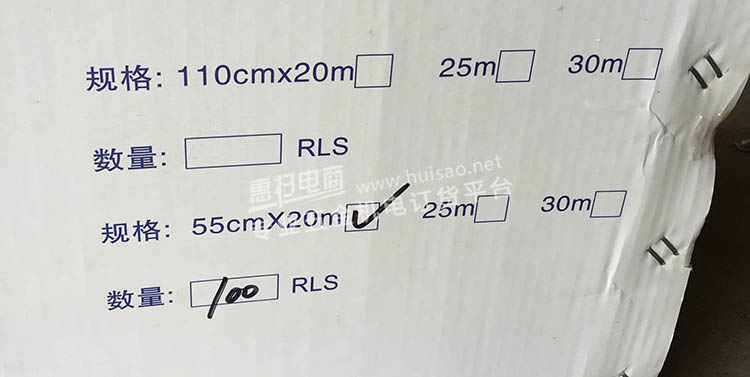 规格: 110cmx20m 25m 30m
数量: RLS
惠扫电商 www.huisao.net
规格: 55cmX20m ✓ 25m 30m
数量: 100 RLS